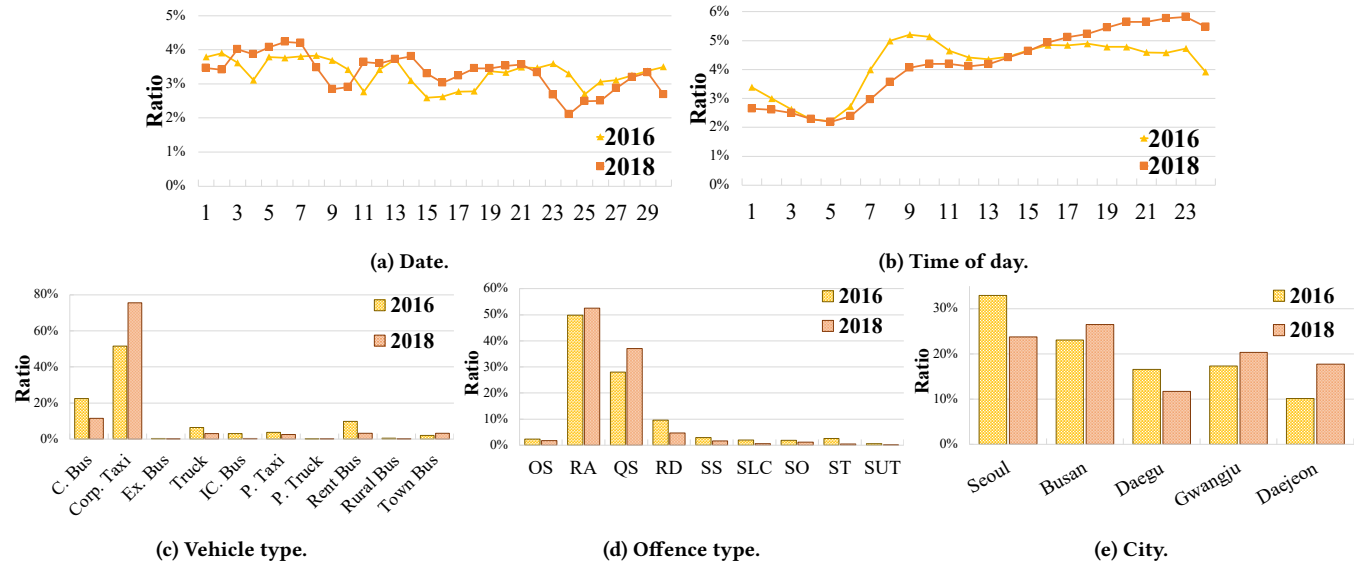 5%
4%
3%
2%
1%
0%
Ratio
2016
2018
1 3 5 7 9 11 13 15 17 19 21 23 25 27 29
(a) Date.
6%
5%
4%
3%
2%
1%
0%
Ratio
2016
2018
1 3 5 7 9 11 13 15 17 19 21 23
(b) Time of day.
80%
60%
40%
20%
0%
Ratio
2016
2018
C. Bus Corp. Taxi Ex. Bus Truck IC. Bus P. Taxi P. Truck Rent Bus Rural Bus Town Bus
(c) Vehicle type.
60%
50%
40%
30%
20%
10%
0%
Ratio
2016
2018
OS RA QS RD SS SLC SO ST SUT
(d) Offence type.
30%
20%
10%
0%
Ratio
2016
2018
Seoul Busan Daegu Gwangju Daejeon
(e) City.